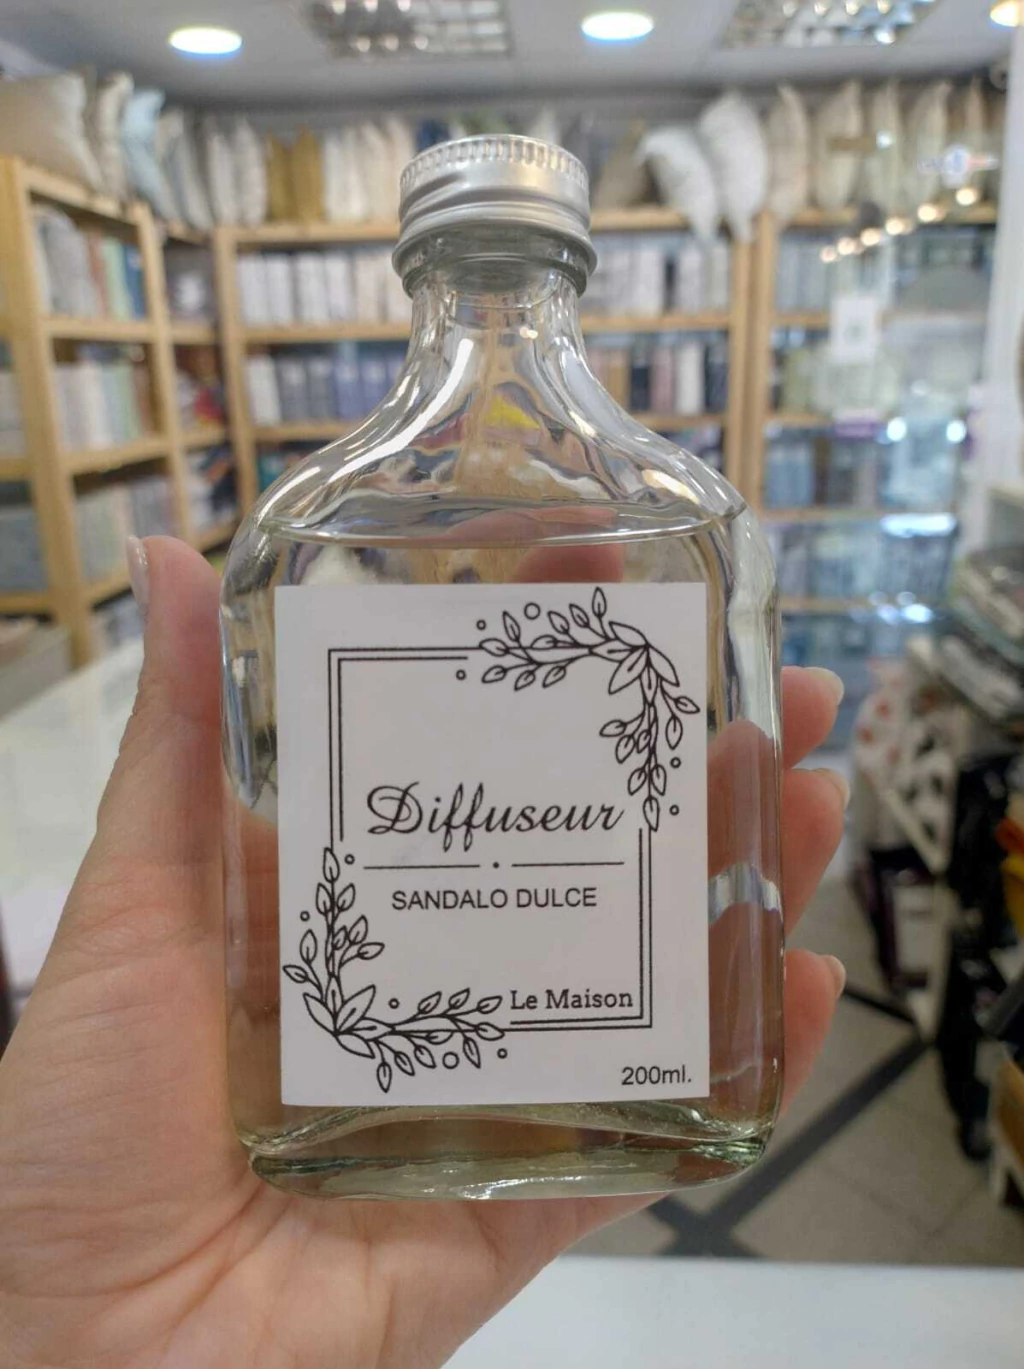 Diffuseur
SANDALO DULCE
Le Maison
200ml.